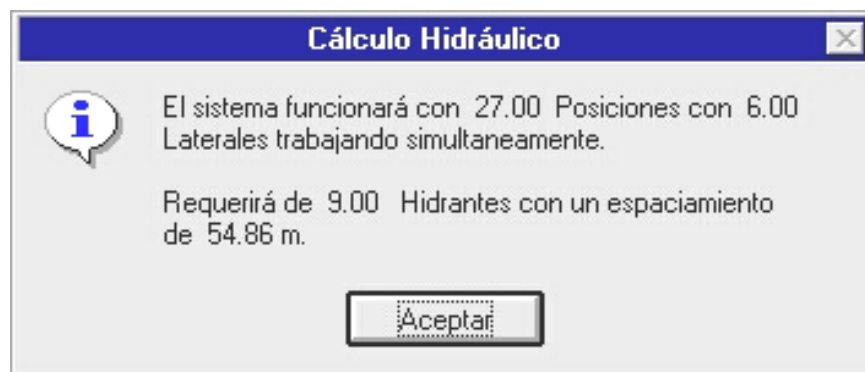 Cálculo Hidráulico
El sistema funcionará con 27.00 Posiciones con 6.00
Laterales trabajando simultaneamente.
Requerirá de 9.00 Hidrantes con un espaciamiento
de 54.86 m.
Aceptar